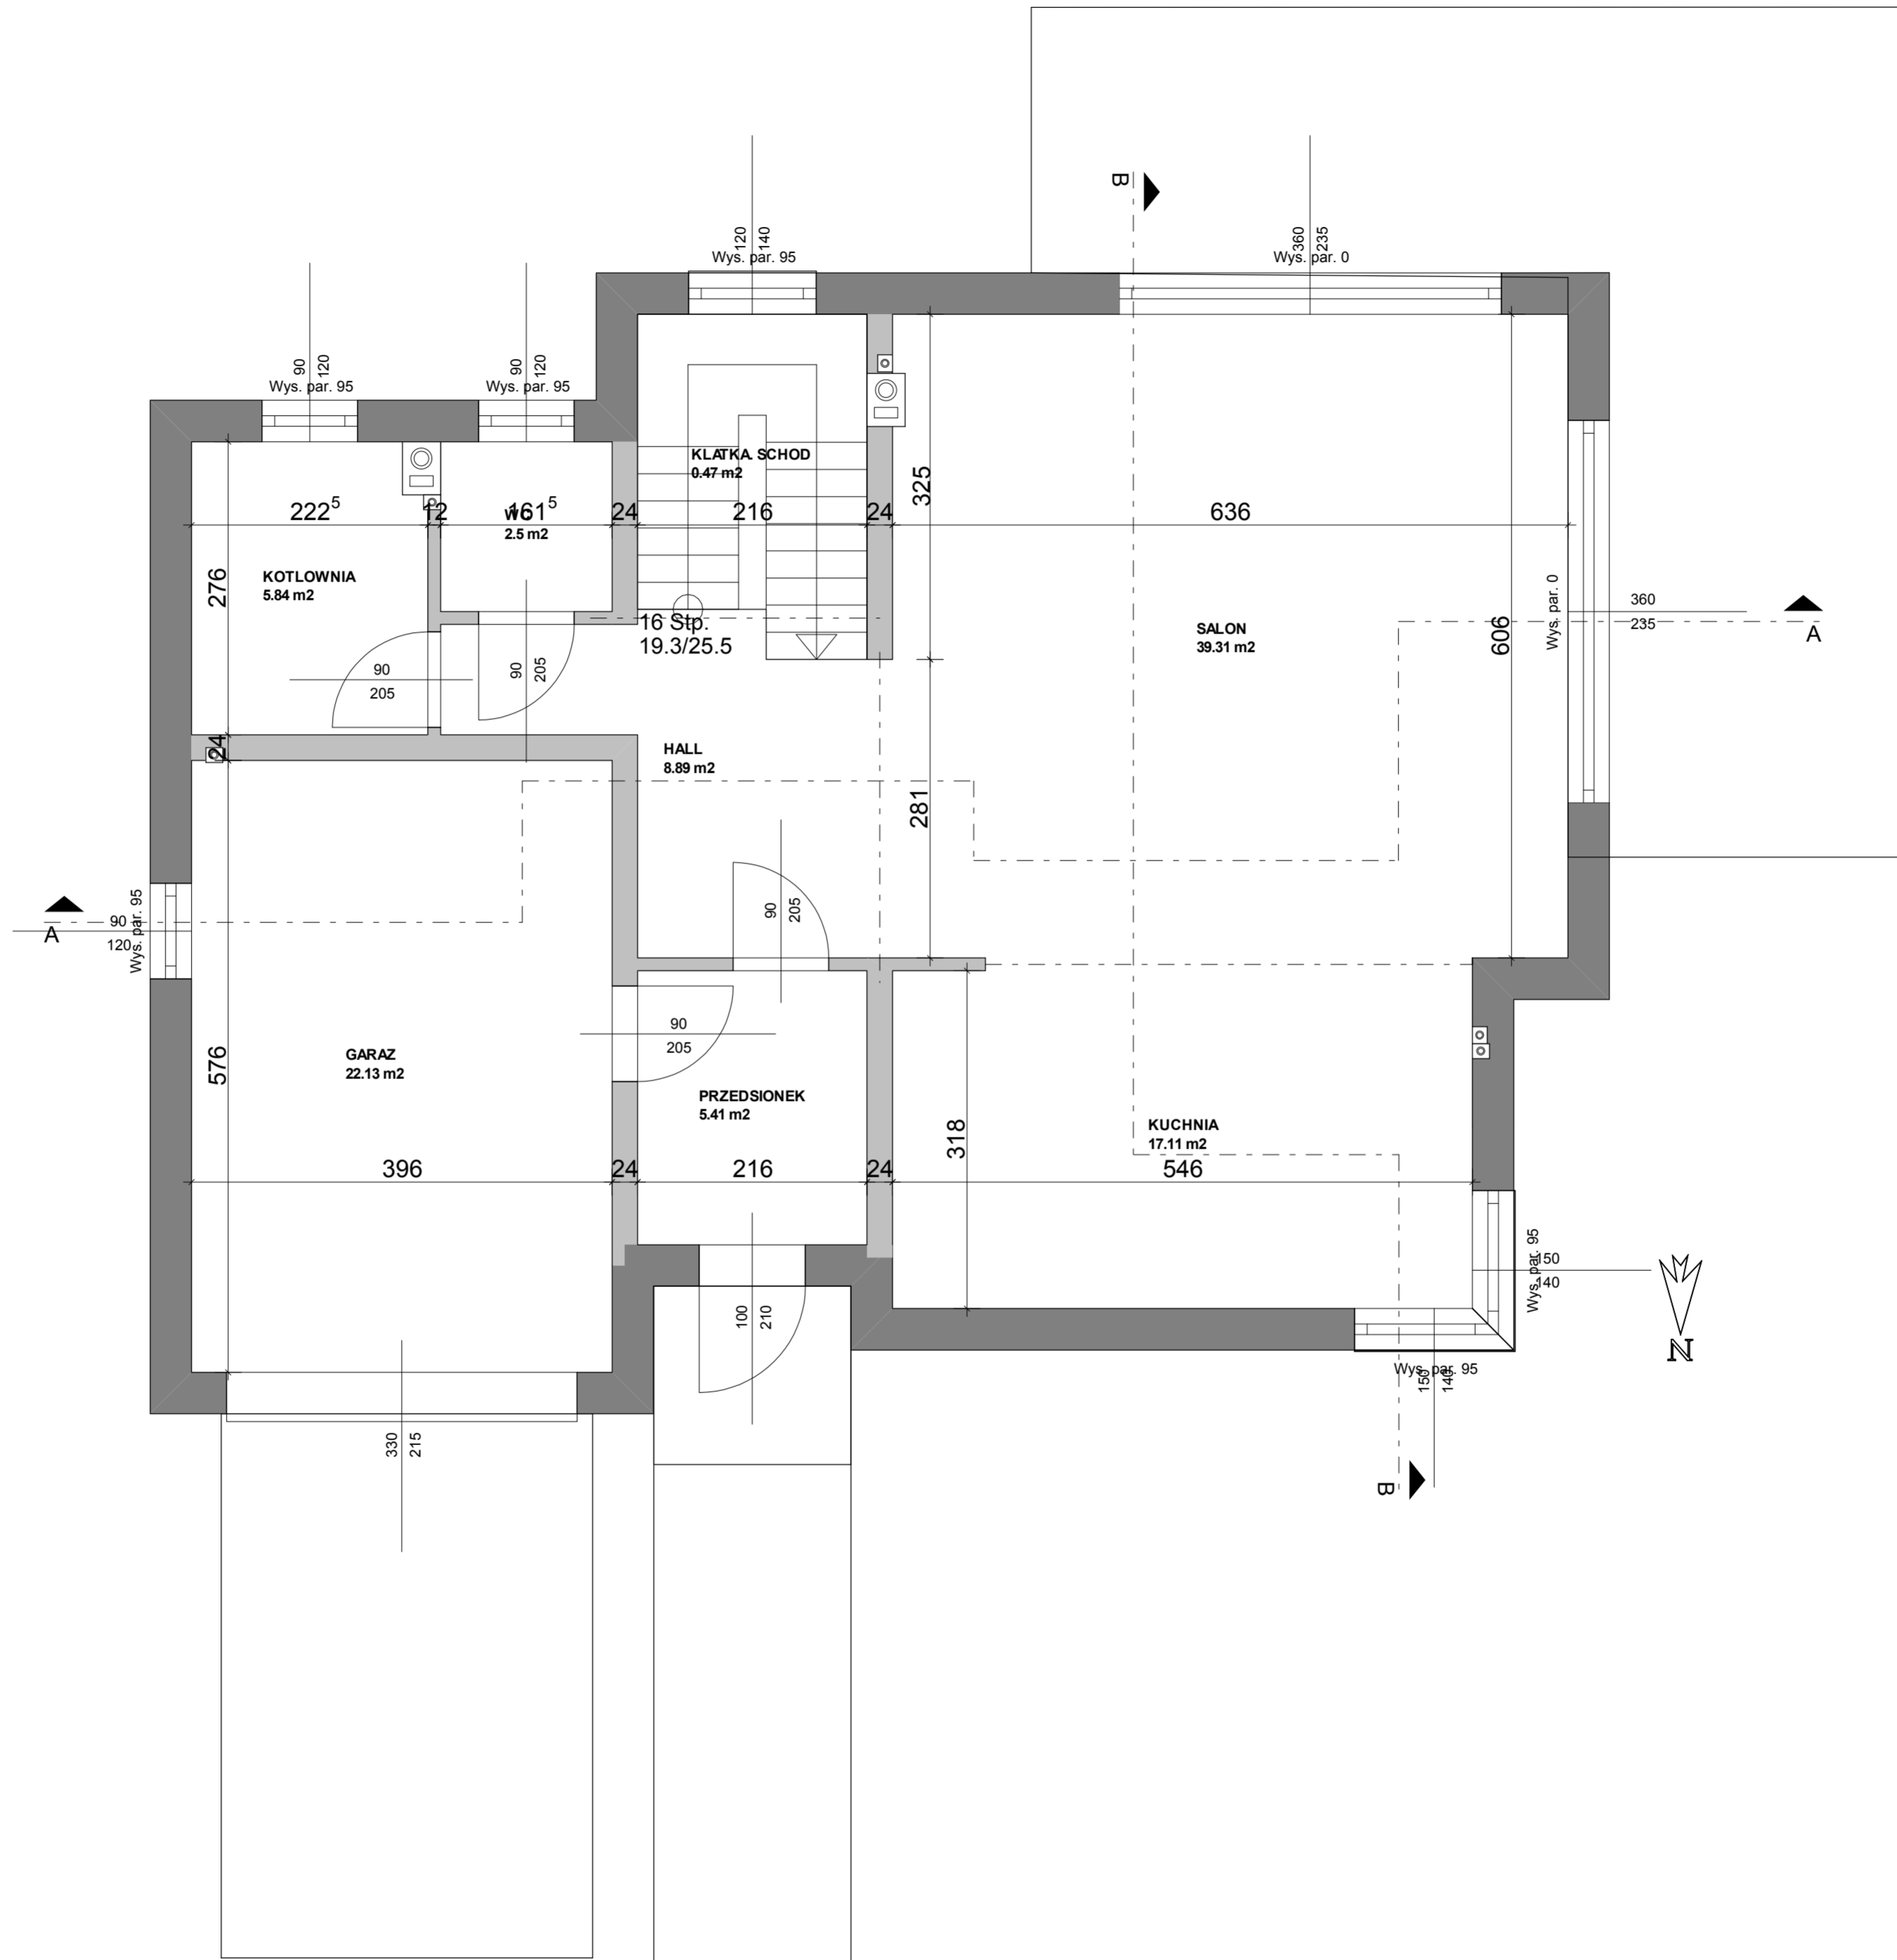 B
120
140
Wys. par. 95
360
235
Wys. par. 0
90
120
Wys. par. 95
90
120
Wys. par. 95
KLATKA. SCHOD
0.47 m2
222⁵
12
161⁵
24
216
24
325
636
WC
2.5 m2
KOTLOWNIA
5.84 m2
276
16 Stp.
19.3/25.5
SALON
39.31 m2
606
Wys. par. 0
360
235
A
90
205
90
205
24
HALL
8.89 m2
281
90
205
A
90
120
Wys. par. 95
90
205
GARAZ
22.13 m2
576
PRZEDSIONEK
5.41 m2
KUCHNIA
17.11 m2
318
396
24
216
24
546
Wys. par. 95
150
140
100
210
N
Wys. par. 95
150
140
330
215
B